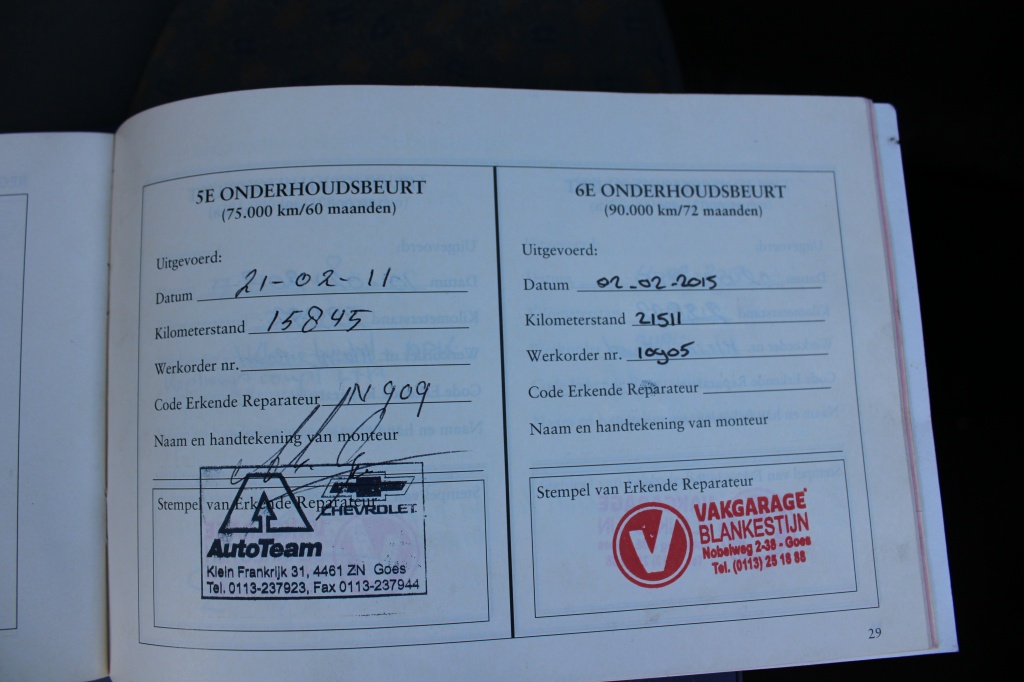 5E ONDERHOUDSBEURT
(75.000 km/60 maanden)
Uitgevoerd:
Datum 21-02-11
Kilometerstand 15845
Werkorder nr.
Code Erkende Reparateur N909
Naam en handtekening van monteur
Stempel van Erkende Reparateur
CHEVROLET
AutoTeam
Klein Frankrijk 31, 4461 ZN Goes
Tel. 0113-237923, Fax 0113-237944
6E ONDERHOUDSBEURT
(90.000 km/72 maanden)
Uitgevoerd:
Datum 02-02-2015
Kilometerstand 21511
Werkorder nr. 10905
Code Erkende Reparateur
Naam en handtekening van monteur
Stempel van Erkende Reparateur
V
VAKGARAGE
BLANKESTIJN
Nobelweg 2-38 - Goes
Tel. (0113) 25 18 88
29